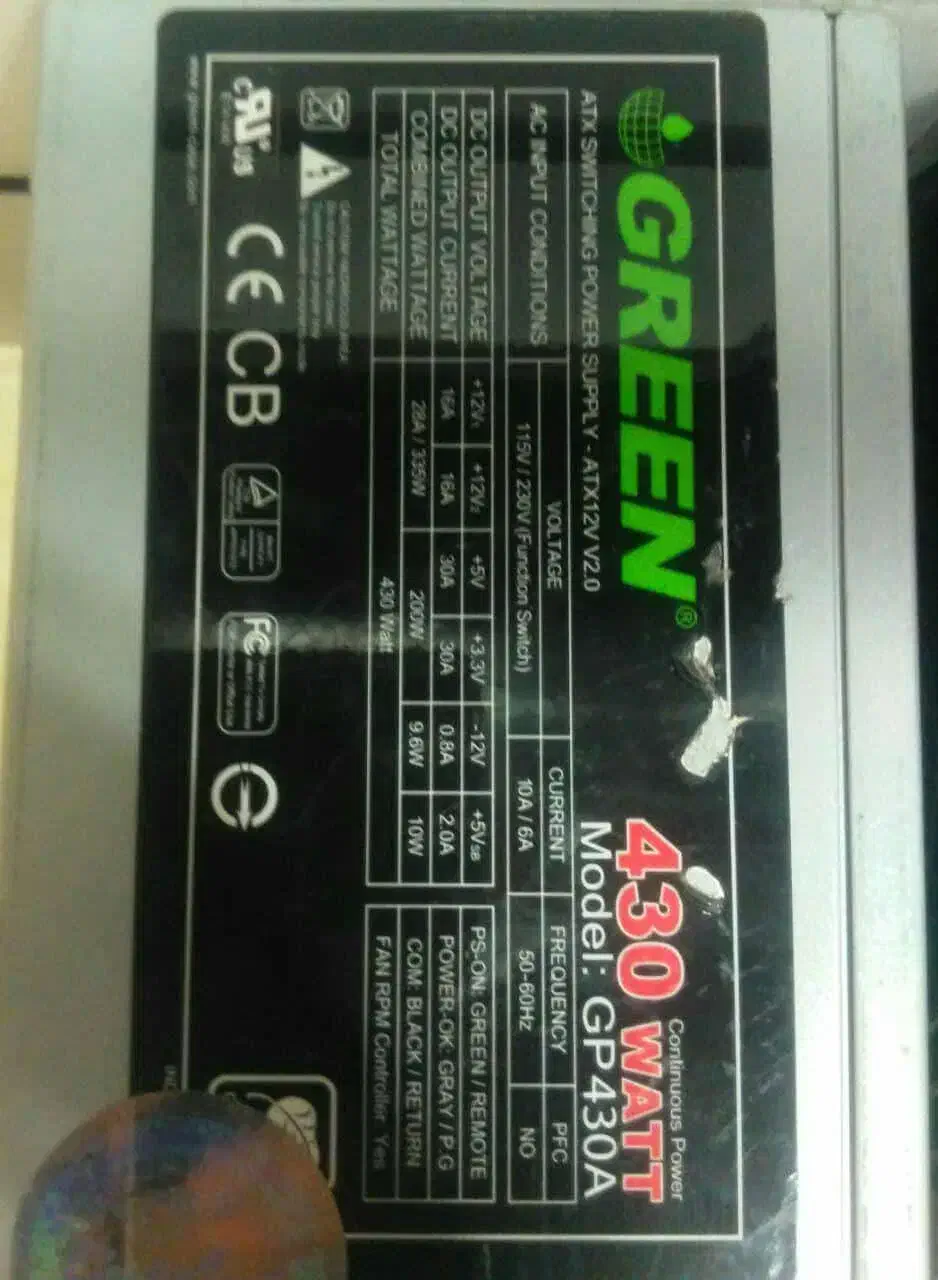 GREEN®
430 WATT
Continuous Power
ATX SWITCHING POWER SUPPLY - ATX12V V2.0
Model: GP430A
AC INPUT CONDITIONS VOLTAGE CURRENT FREQUENCY PFC
115V / 230V (Function Switch) 10A / 6A 50-60Hz NO
DC OUTPUT VOLTAGE +12V1 +12V2 +5V +3.3V -12V +5VSB
DC OUTPUT CURRENT 16A 16A 30A 30A 0.8A 2.0A
COMBINED WATTAGE 28A / 335W 200W 9.6W 10W
TOTAL WATTAGE 430 Watt
PS-ON: GREEN / REMOTE
POWER-OK: GRAY / P.G
COM: BLACK / RETURN
FAN RPM Controller Yes
c UR us
CE CB
FC